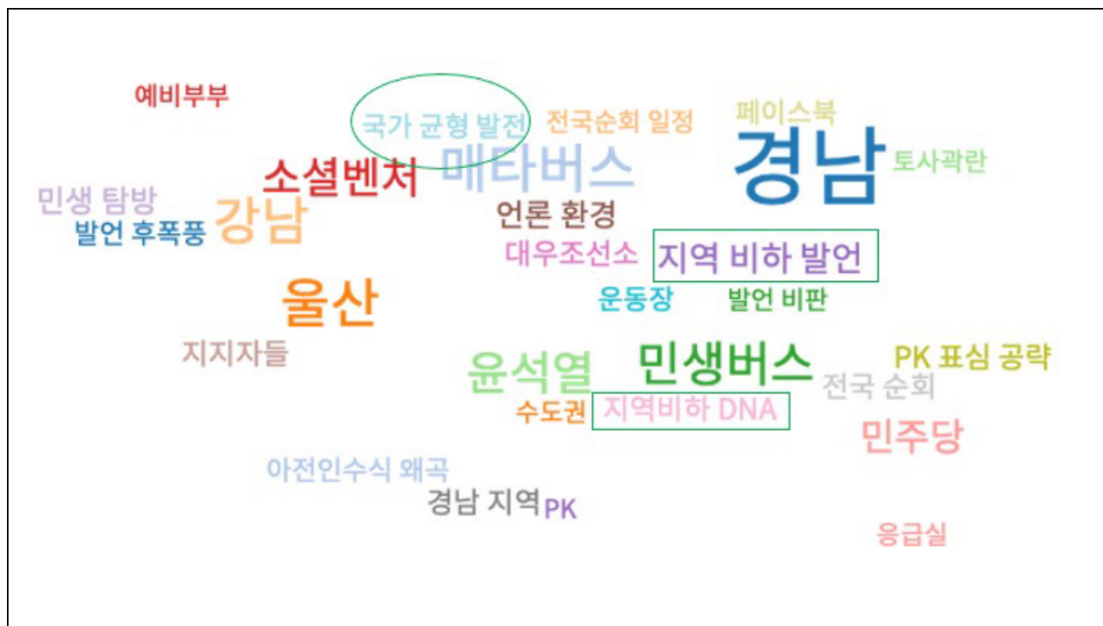 예비부부
국가 균형 발전
전국순회 일정
페이스북
경남
토사곽란
소셜벤처
메타버스
민생 탐방
발언 후폭풍
강남
언론 환경
대우조선소
지역 비하 발언
울산
운동장
발언 비판
지지자들
윤석열
민생버스
PK 표심 공략
전국 순회
수도권
지역비하 DNA
민주당
아전인수식 왜곡
경남 지역
PK
응급실